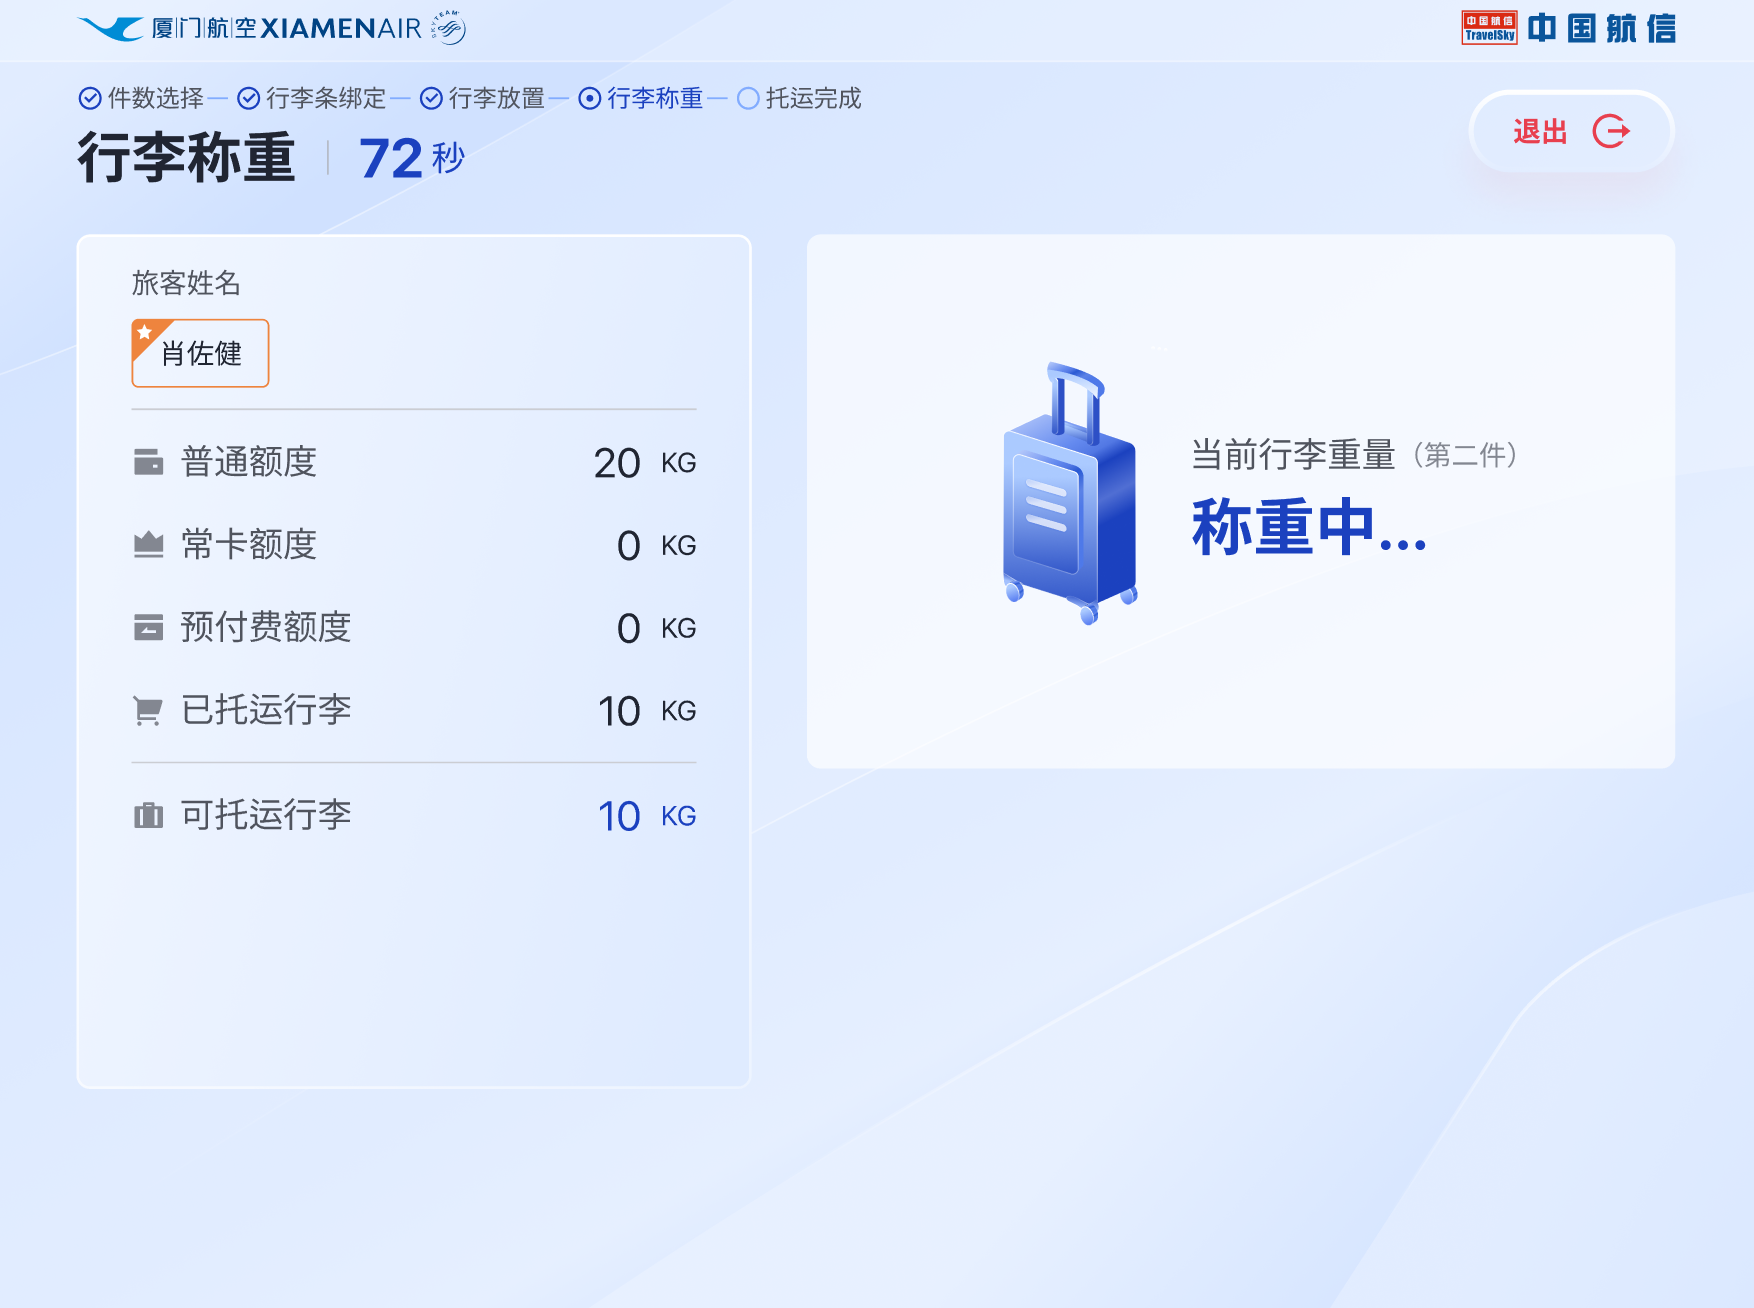 厦门航空 XIAMENAIR SKYTEAM
中国航信 TravelSky 中国航信
件数选择 行李条绑定 行李放置 行李称重 托运完成
行李称重 72 秒
退出
旅客姓名
肖佐健
普通额度 20 KG
常卡额度 0 KG
预付费额度 0 KG
已托运行李 10 KG
可托运行李 10 KG
当前行李重量（第二件）
称重中...